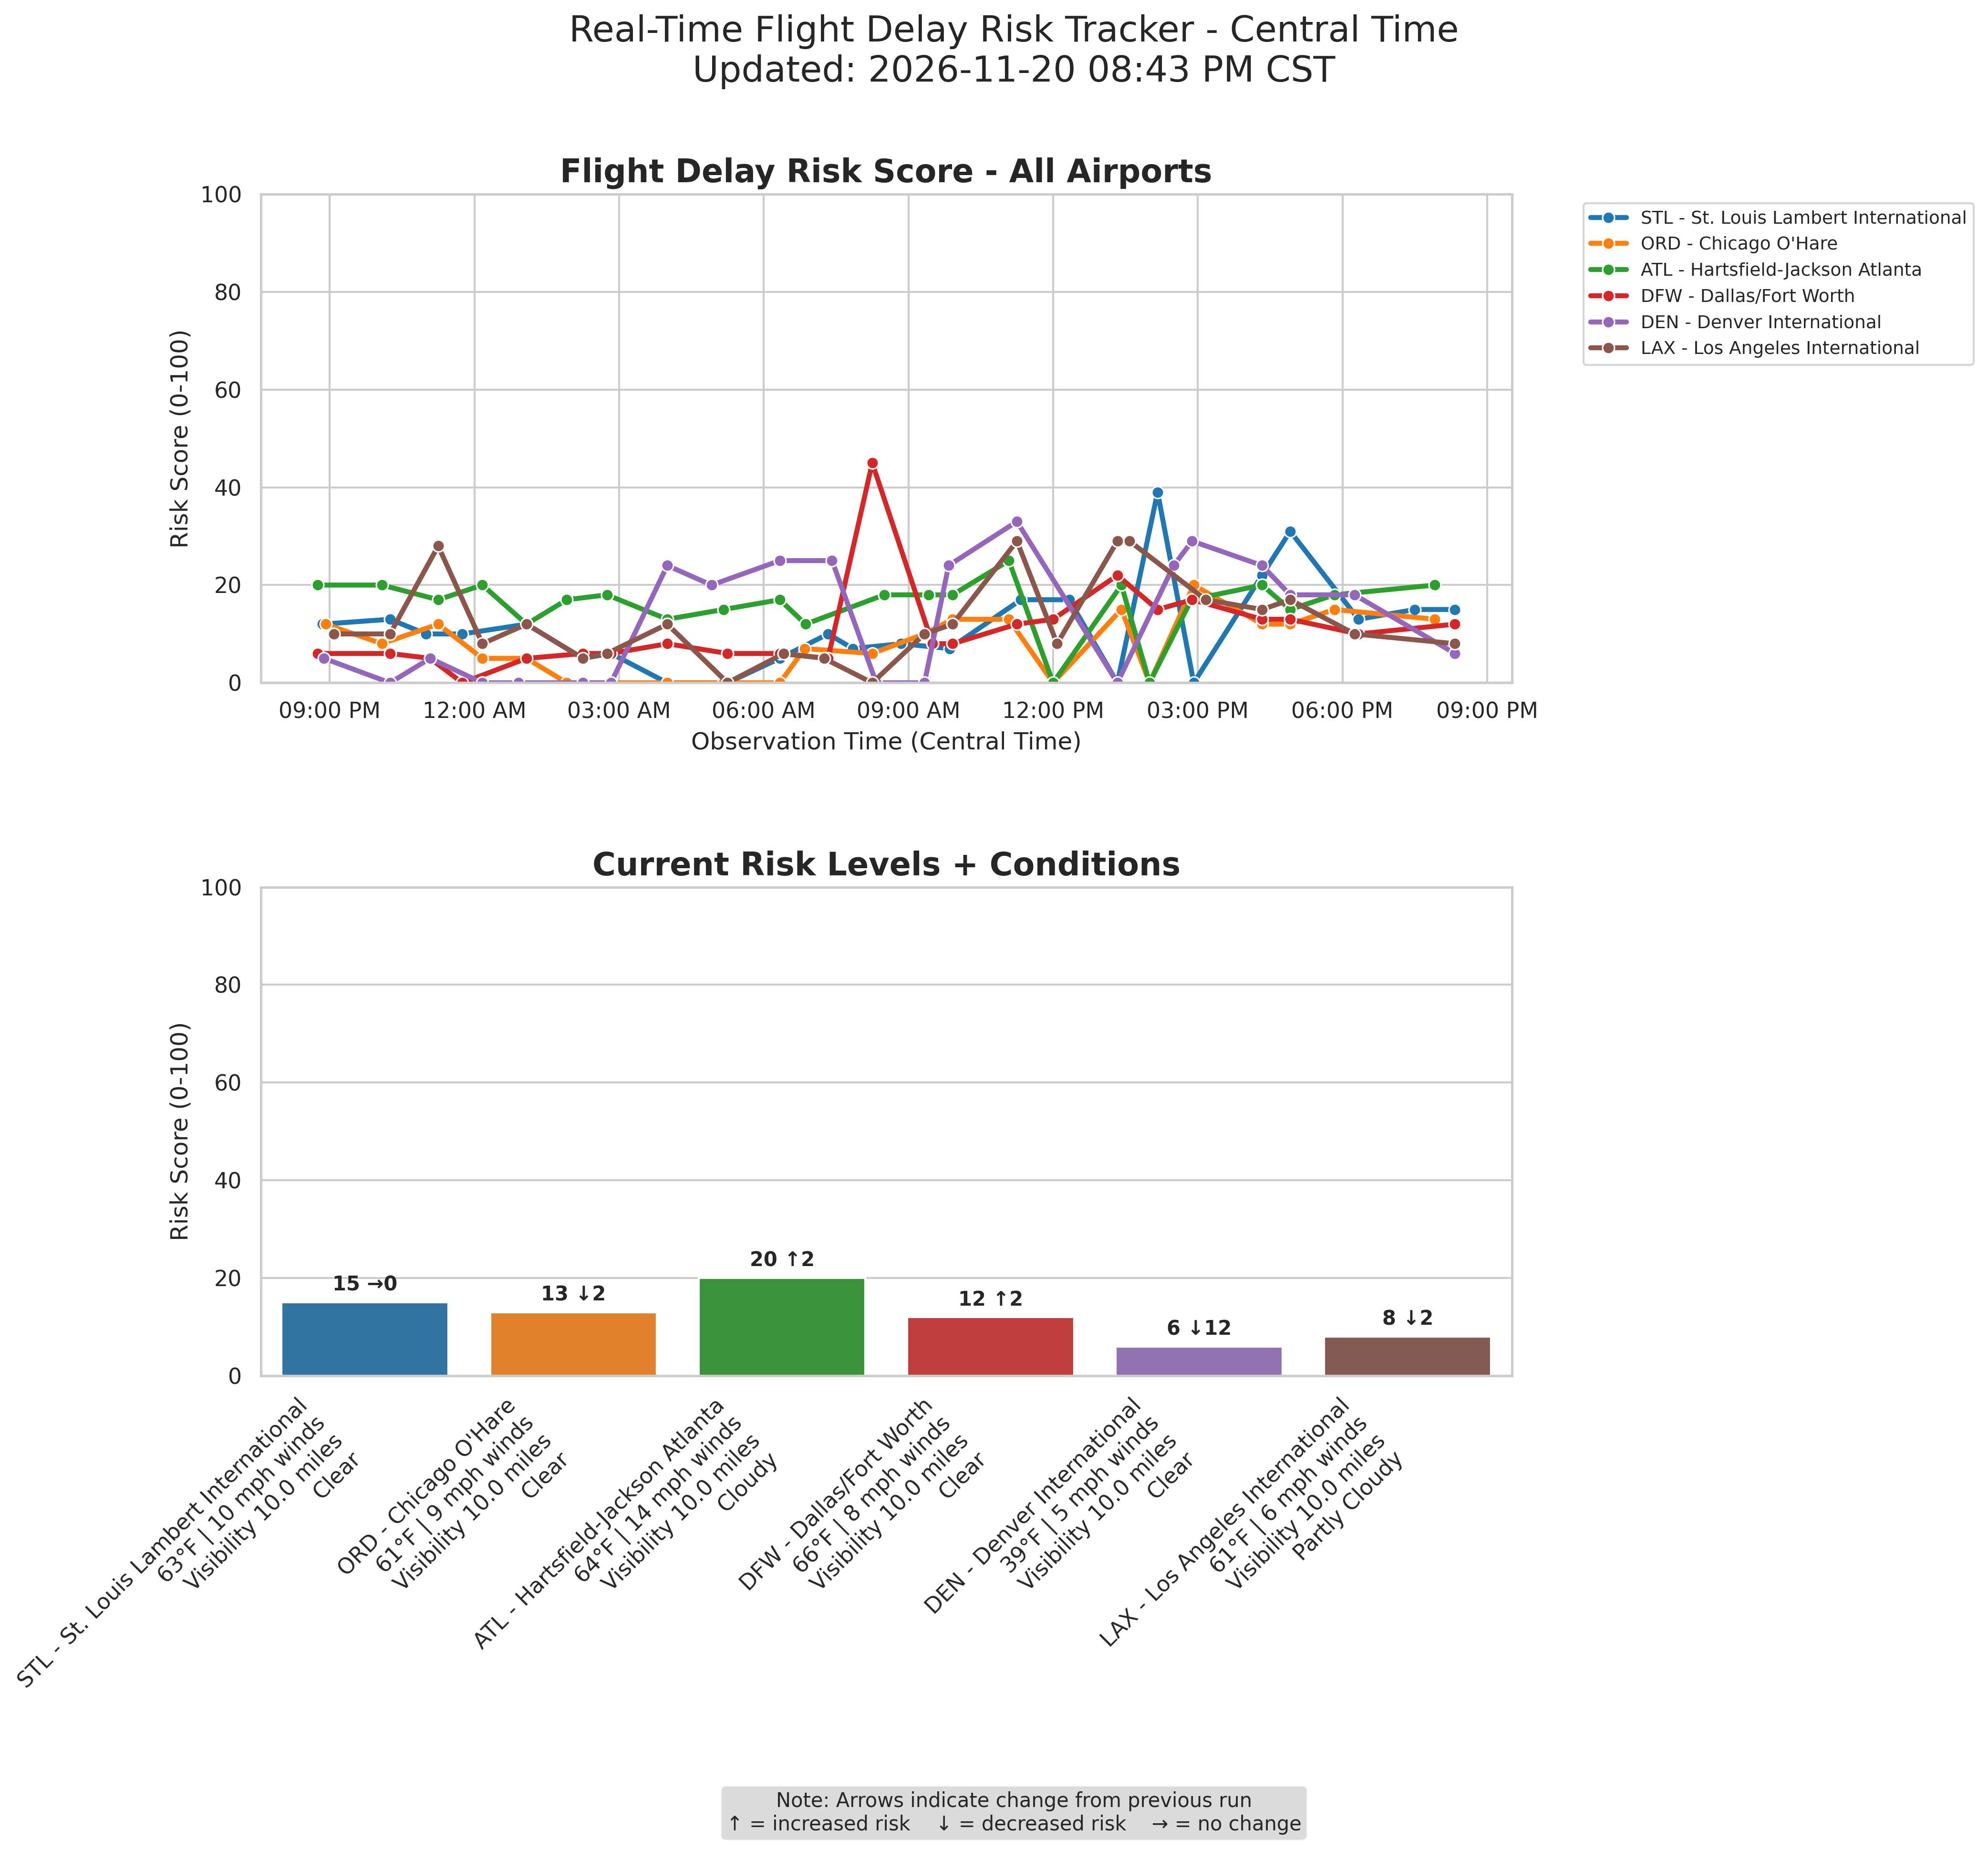 Real-Time Flight Delay Risk Tracker - Central Time
Updated: 2026-11-20 08:43 PM CST
Flight Delay Risk Score - All Airports
100
80
60
40
20
0
Risk Score (0-100)
09:00 PM
12:00 AM
03:00 AM
06:00 AM
09:00 AM
12:00 PM
03:00 PM
06:00 PM
09:00 PM
Observation Time (Central Time)
STL - St. Louis Lambert International
ORD - Chicago O'Hare
ATL - Hartsfield-Jackson Atlanta
DFW - Dallas/Fort Worth
DEN - Denver International
LAX - Los Angeles International
Current Risk Levels + Conditions
100
80
60
40
20
0
Risk Score (0-100)
15 →0
13 ↓2
20 ↑2
12 ↑2
6 ↓12
8 ↓2
STL - St. Louis Lambert International
63°F | 10 mph winds
Visibility 10.0 miles
Clear
ORD - Chicago O'Hare
61°F | 9 mph winds
Visibility 10.0 miles
Clear
ATL - Hartsfield-Jackson Atlanta
64°F | 14 mph winds
Visibility 10.0 miles
Cloudy
DFW - Dallas/Fort Worth
66°F | 8 mph winds
Visibility 10.0 miles
Clear
DEN - Denver International
39°F | 5 mph winds
Visibility 10.0 miles
Clear
LAX - Los Angeles International
61°F | 6 mph winds
Visibility 10.0 miles
Partly Cloudy
Note: Arrows indicate change from previous run
↑ = increased risk    ↓ = decreased risk    → = no change